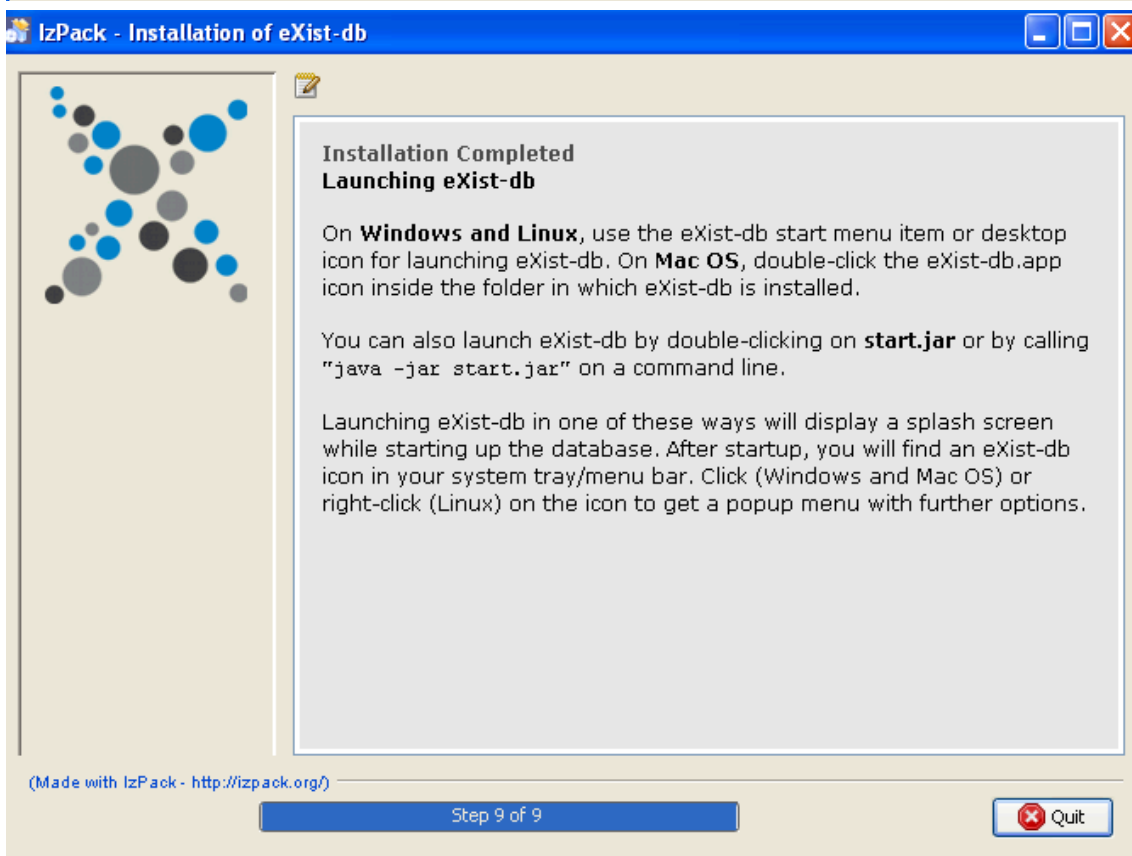 IzPack - Installation of eXist-db
Installation Completed
Launching eXist-db
On Windows and Linux, use the eXist-db start menu item or desktop
icon for launching eXist-db. On Mac OS, double-click the eXist-db.app
icon inside the folder in which eXist-db is installed.
You can also launch eXist-db by double-clicking on start.jar or by calling
"java -jar start.jar" on a command line.
Launching eXist-db in one of these ways will display a splash screen
while starting up the database. After startup, you will find an eXist-db
icon in your system tray/menu bar. Click (Windows and Mac OS) or
right-click (Linux) on the icon to get a popup menu with further options.
(Made with IzPack - http://izpack.org/)
Step 9 of 9
Quit